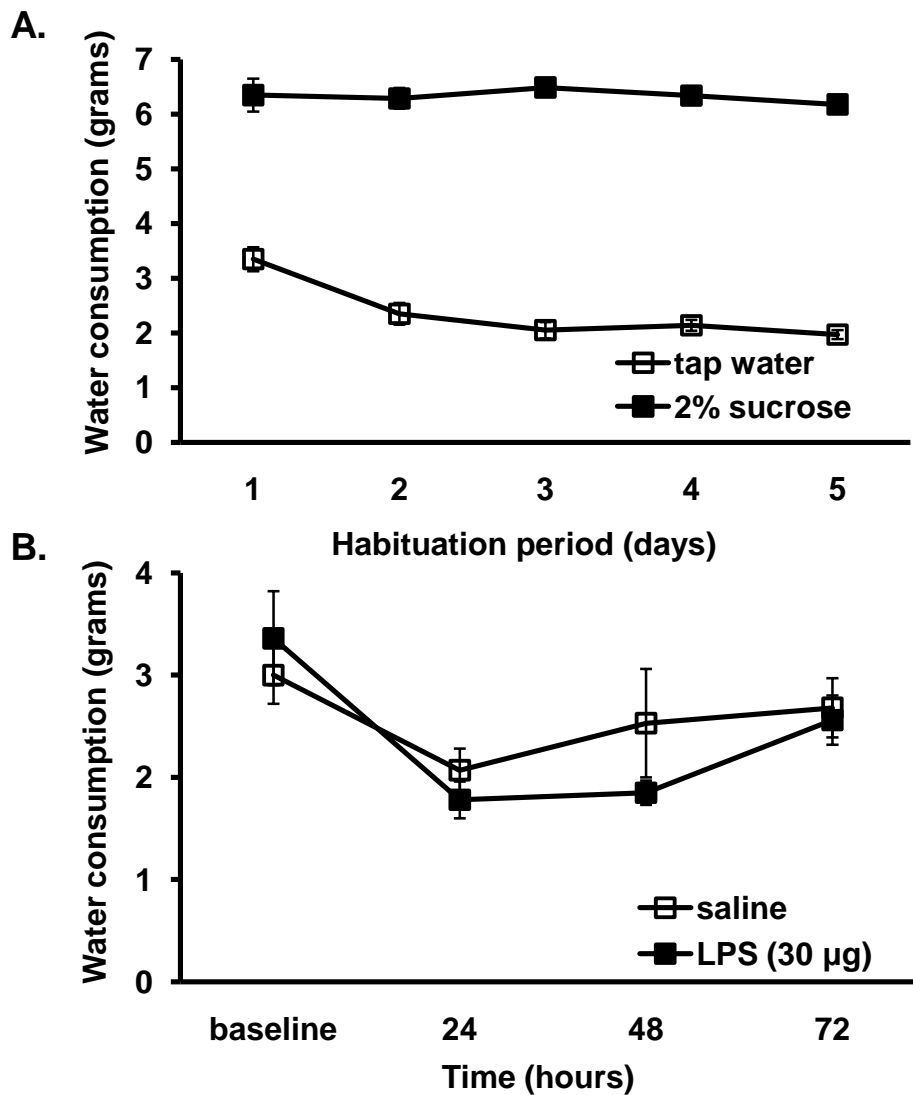 A.
Water consumption (grams)
7
6
5
4
3
2
1
0
tap water
2% sucrose
1 2 3 4 5
Habituation period (days)
B.
Water consumption (grams)
4
3
2
1
0
saline
LPS (30 µg)
baseline 24 48 72
Time (hours)